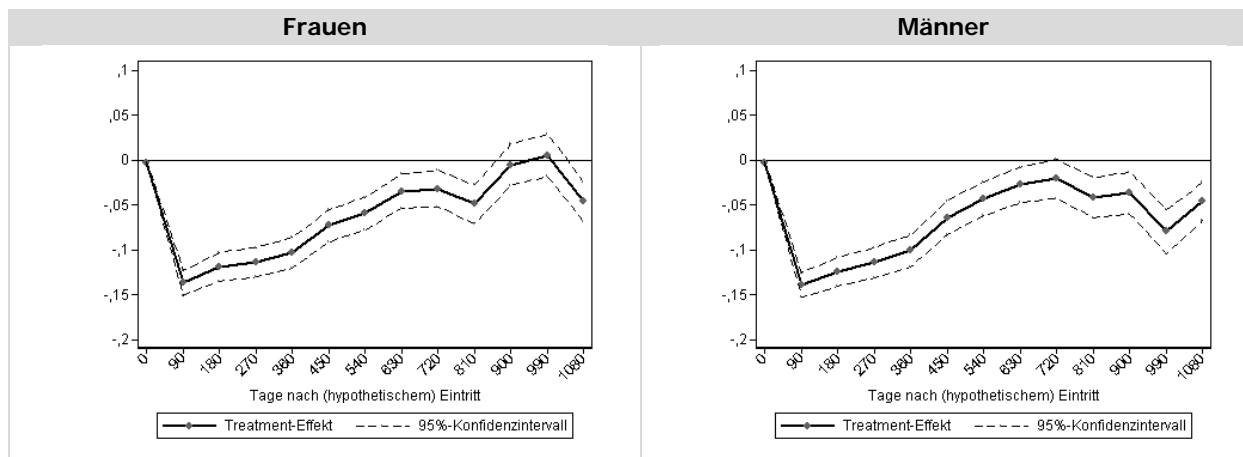 Frauen
Männer
,1
,05
0
-,05
-,1
-,15
-,2
0 90 180 270 360 450 540 630 720 810 900 990 1080
Tage nach (hypothetischem) Eintritt
Treatment-Effekt 95%-Konfidenzintervall
,1
,05
0
-,05
-,1
-,15
-,2
0 90 180 270 360 450 540 630 720 810 900 990 1080
Tage nach (hypothetischem) Eintritt
Treatment-Effekt 95%-Konfidenzintervall